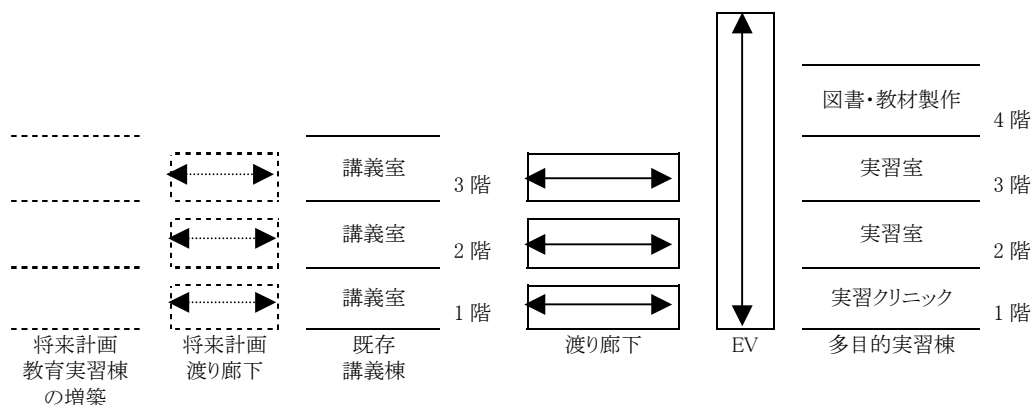 図書・教材製作
4 階
講義室
3 階
実習室
3 階
講義室
2 階
実習室
2 階
講義室
1 階
実習クリニック
1 階
将来計画
教育実習棟
の増築
将来計画
渡り廊下
既存
講義棟
渡り廊下
EV
多目的実習棟